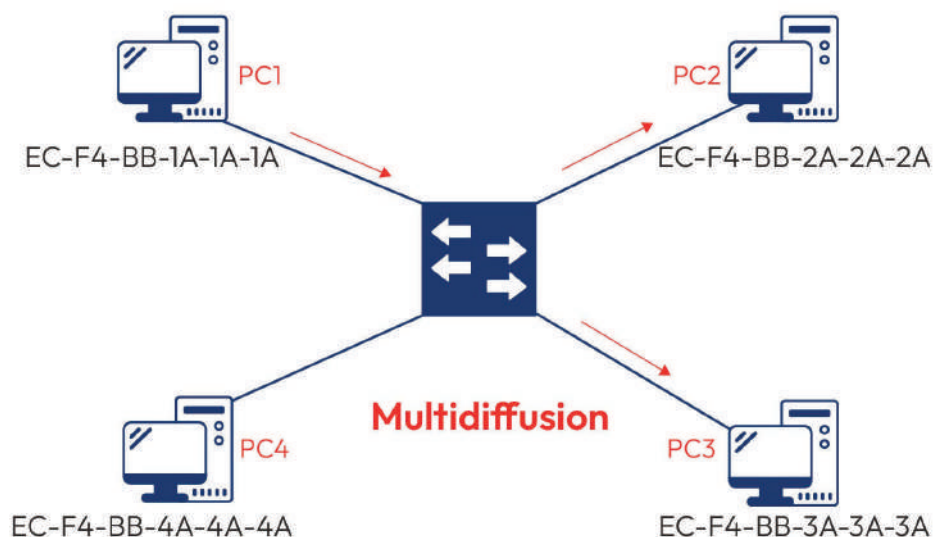 PC1
PC2
EC-F4-BB-1A-1A-1A
EC-F4-BB-2A-2A-2A
Multidiffusion
PC4
PC3
EC-F4-BB-4A-4A-4A
EC-F4-BB-3A-3A-3A